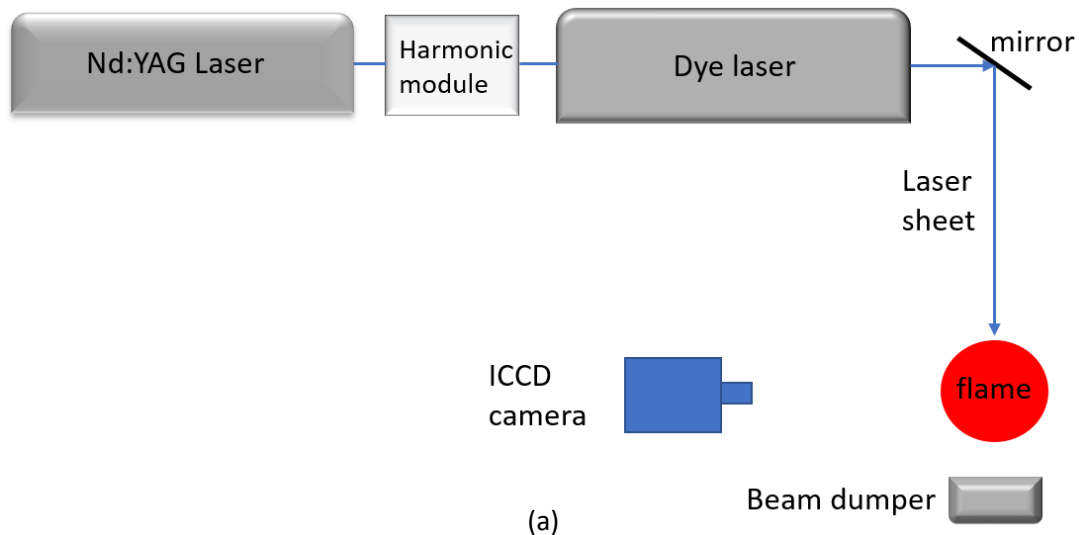 Nd:YAG Laser
Harmonic
module
Dye laser
mirror
Laser
sheet
ICCD
camera
flame
Beam dumper
(a)